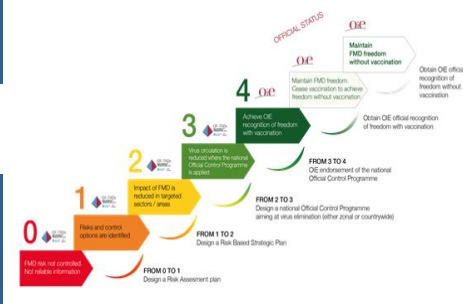 OFFICIAL STATUS
OIE
Maintain
FMD freedom
without vaccination
Obtain OIE official
recognition of
freedom without
vaccination
OIE
Maintain FMD freedom.
Cease vaccination to achieve
freedom without vaccination
Obtain OIE official recognition
of freedom with vaccination
4
OIE
Achieve OIE
recognition of freedom
with vaccination
FROM 3 TO 4
OIE endorsement of the national
Official Control Programme
3
Virus circulation is
reduced where the national
Official Control Programme
is applied
FROM 2 TO 3
Design a national Official Control Programme
aiming at virus elimination (either zonal or countrywide)
2
Impact of FMD is
reduced in targeted
sectors / areas
FROM 1 TO 2
Design a Risk Based Strategic Plan
1
Risks and control
options are identified
FROM 0 TO 1
Design a Risk Assesment plan
0
FMD risk not controlled.
Not reliable information